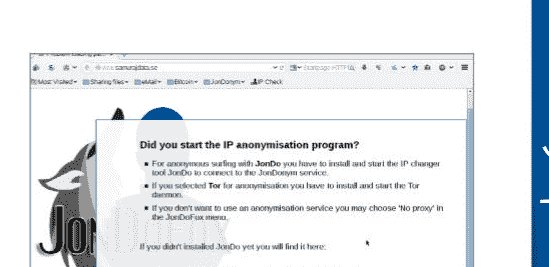 Most Visited Sharing files eMail Bitcoin JonDonym IP Check
Did you start the IP anonymisation program?
For anonymous surfing with JonDo you have to install and start the IP changer
tool JonDo to connect to the JonDonym service.
If you selected Tor for anonymisation you have to install and start the Tor
daemon.
If you don't want to use an anonymisation service you may choose 'No proxy' in
the JonDoFox menu.
If you didn't installed JonDo yet you will find it here: